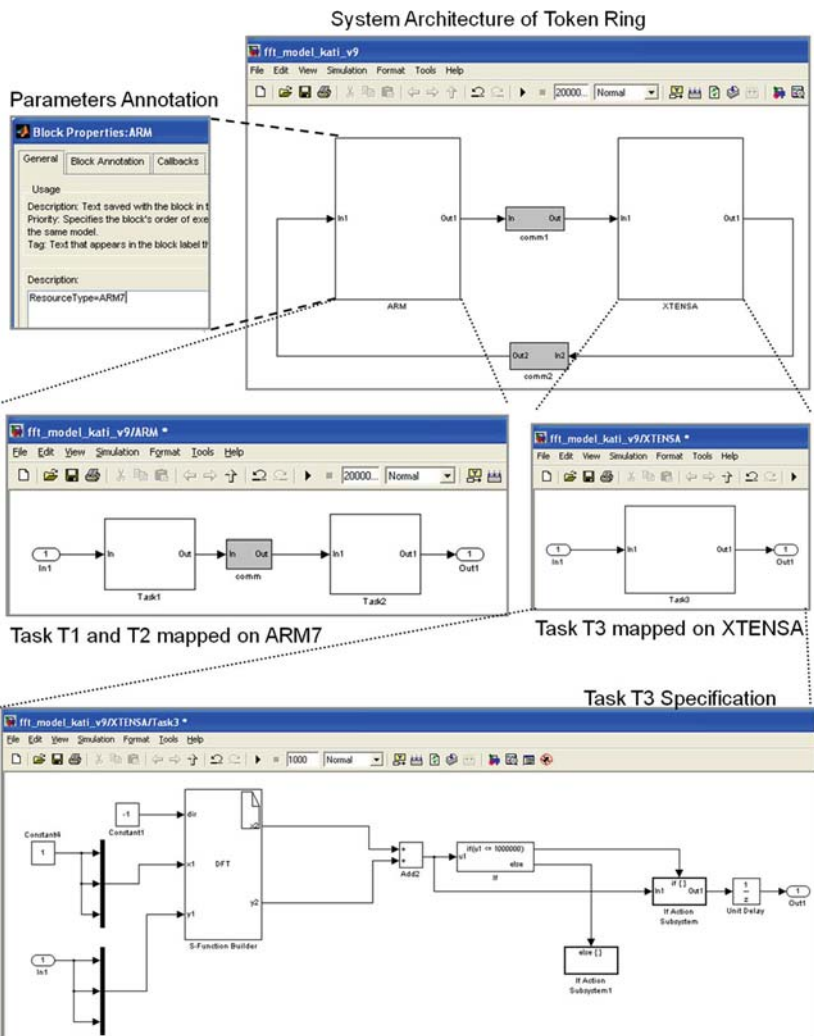 System Architecture of Token Ring
fft_model_kati_v9
File Edit View Simulation Format Tools Help
20000... Normal
Parameters Annotation
Block Properties:ARM
General Block Annotation Callbacks
Usage
Description: Text saved with the block in t
Priority: Specifies the block's order of exe
the same model.
Tag: Text that appears in the block label th
Description:
ResourceType=ARM7
In1 Out1
ARM
In Out
comm1
In1 Out1
XTENSA
Out2 In2
comm2
fft_model_kati_v9/ARM *
File Edit View Simulation Format Tools Help
20000... Normal
1
In1
In Out
Task1
In Out
comm
In1 Out1
Task2
1
Out1
Task T1 and T2 mapped on ARM7
fft_model_kati_v9/XTENSA *
File Edit View Simulation Format Tools Help
1
In1
In1 Out1
Task3
1
Out1
Task T3 mapped on XTENSA
Task T3 Specification
fft_model_kati_v9/XTENSA/Task3 *
File Edit View Simulation Format Tools Help
1000 Normal
-1
Constant1
Constant4
1
1
In1
dir
x1
y1
DFT
x2
y2
S-Function Builder
+
+
Add2
u1
if(u1 <= 1000000)
else
If
if { }
In1 Out1
If Action
Subsystem
1
z
Unit Delay
1
Out1
else { }
If Action
Subsystem1